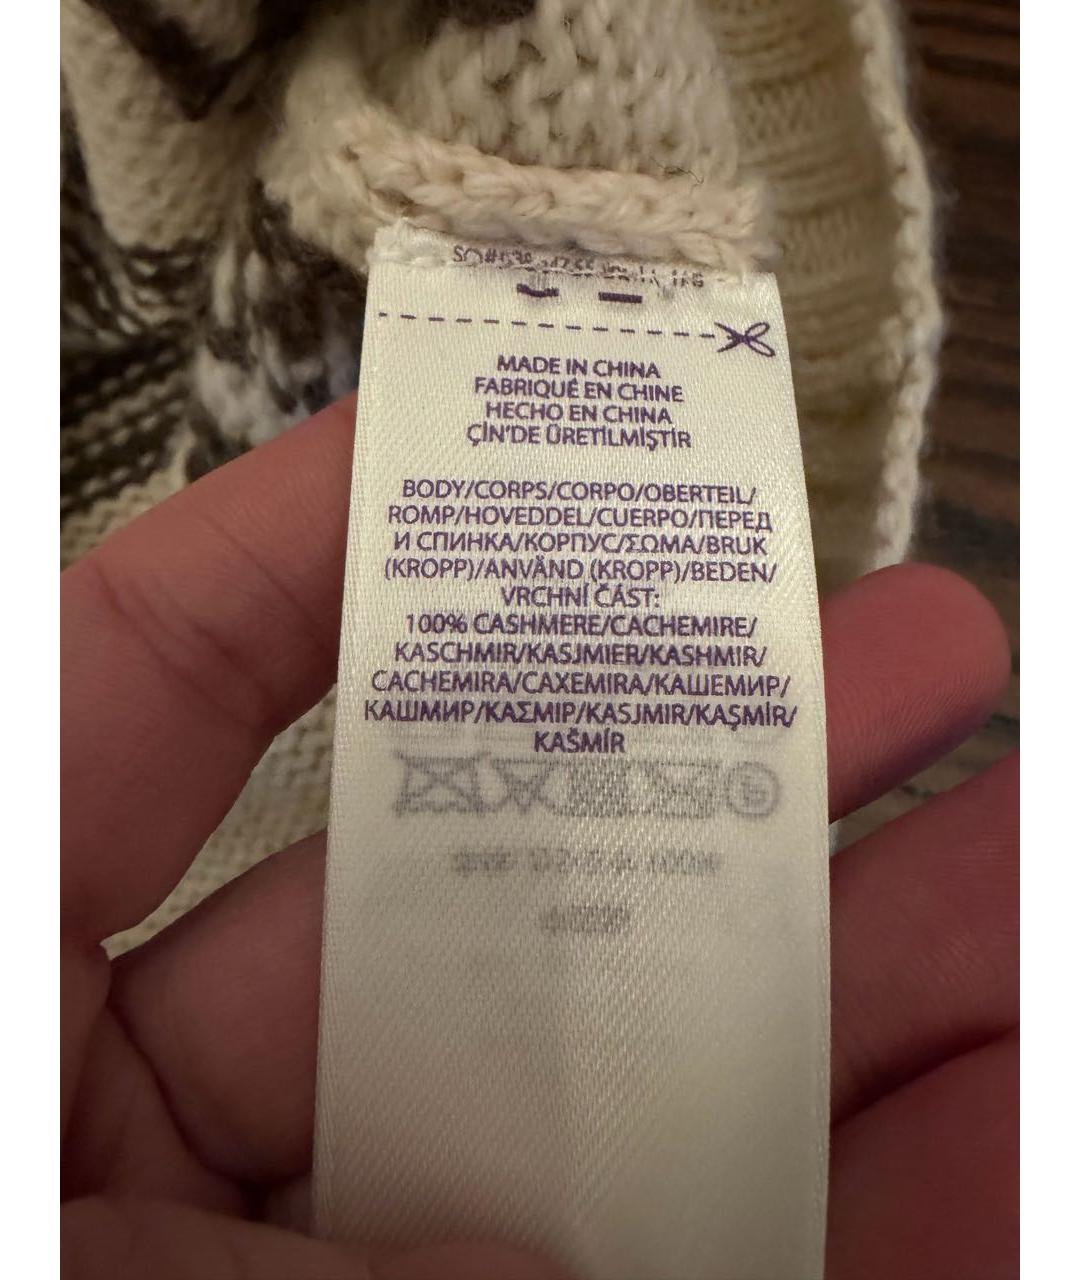 MADE IN CHINA
FABRIQUÉ EN CHINE
HECHO EN CHINA
ÇİN'DE ÜRETİLMİŞTİR
BODY/CORPS/CORPO/OBERTEIL/
ROMP/HOVEDDEL/CUERPO/ПЕРЕД
И СПИНКА/КОРПУС/ΣΩΜΑ/BRUK
(KROPP)/ANVÄND (KROPP)/BEDEN/
VRCHNÍ ČÁST:
100% CASHMERE/CACHEMIRE/
KASCHMIR/KASJMIER/KASHMIR/
CACHEMIRA/CAXEMIRA/КАШЕМИР/
КАШМИР/ΚΑΣΜΙΡ/KASJMIR/KAŞMİR/
KAŠMÍR